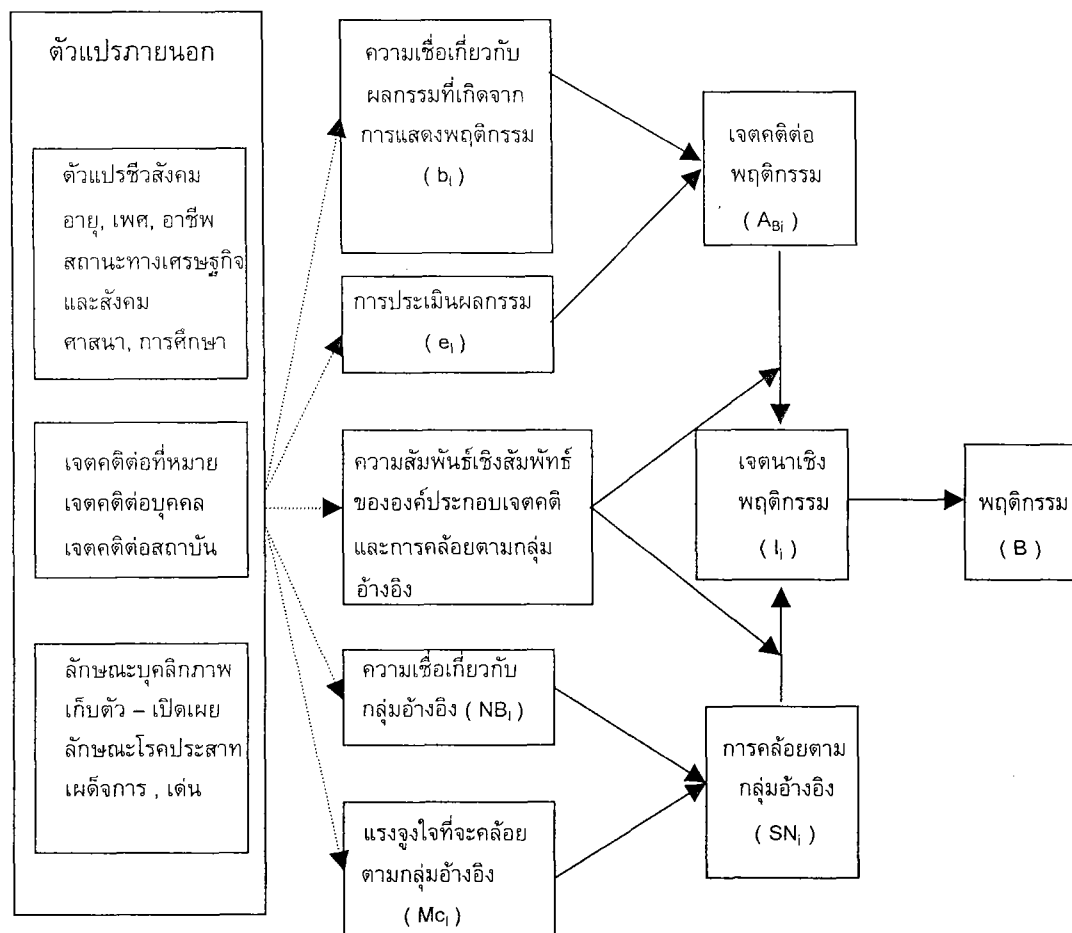 ตัวแปรภายนอก
ตัวแปรชีวสังคม
อายุ, เพศ, อาชีพ
สถานะทางเศรษฐกิจ
และสังคม
ศาสนา, การศึกษา
เจตคติต่อที่หมาย
เจตคติต่อบุคคล
เจตคติต่อสถาบัน
ลักษณะบุคลิกภาพ
เก็บตัว – เปิดเผย
ลักษณะโรคประสาท
เผด็จการ , เด่น
ความเชื่อเกี่ยวกับ
ผลกรรมที่เกิดจาก
การแสดงพฤติกรรม
( bᵢ )
การประเมินผลกรรม
( eᵢ )
ความสัมพันธ์เชิงสัมพัทธ์
ขององค์ประกอบเจตคติ
และการคล้อยตามกลุ่ม
อ้างอิง
ความเชื่อเกี่ยวกับ
กลุ่มอ้างอิง ( NBᵢ )
แรงจูงใจที่จะคล้อย
ตามกลุ่มอ้างอิง
( Mcᵢ )
เจตคติต่อ
พฤติกรรม
( A_Bi )
เจตนาเชิง
พฤติกรรม
( Iᵢ )
การคล้อยตาม
กลุ่มอ้างอิง
( SNᵢ )
พฤติกรรม
( B )